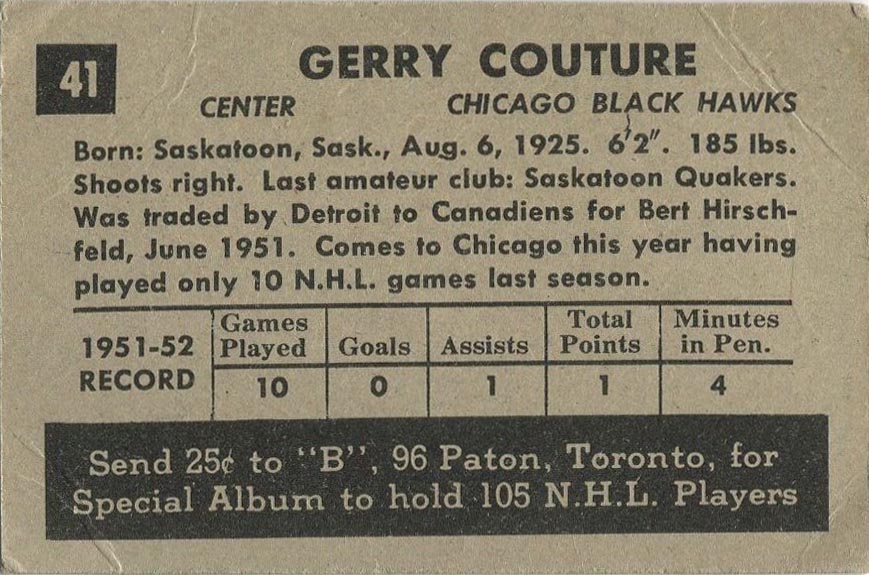 41
GERRY COUTURE
CENTER CHICAGO BLACK HAWKS
Born: Saskatoon, Sask., Aug. 6, 1925. 6'2". 185 lbs.
Shoots right. Last amateur club: Saskatoon Quakers.
Was traded by Detroit to Canadiens for Bert Hirsch-
feld, June 1951. Comes to Chicago this year having
played only 10 N.H.L. games last season.
1951-52 RECORD
Games Played Goals Assists Total Points Minutes in Pen.
10 0 1 1 4
Send 25¢ to "B", 96 Paton, Toronto, for
Special Album to hold 105 N.H.L. Players